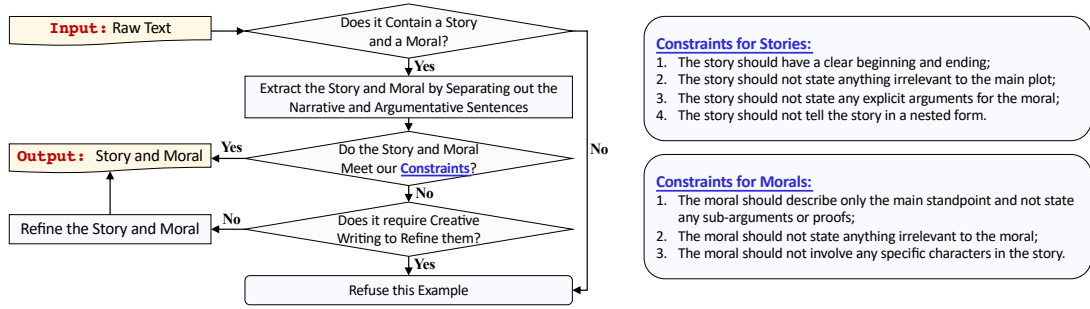 Input: Raw Text
Does it Contain a Story
and a Moral?
Yes
Extract the Story and Moral by Separating out the
Narrative and Argumentative Sentences
Output: Story and Moral
Yes
Do the Story and Moral
Meet our Constraints?
No
No
Refine the Story and Moral
No
Does it require Creative
Writing to Refine them?
Yes
Refuse this Example
Constraints for Stories:
1. The story should have a clear beginning and ending;
2. The story should not state anything irrelevant to the main plot;
3. The story should not state any explicit arguments for the moral;
4. The story should not tell the story in a nested form.
Constraints for Morals:
1. The moral should describe only the main standpoint and not state
any sub-arguments or proofs;
2. The moral should not state anything irrelevant to the moral;
3. The moral should not involve any specific characters in the story.